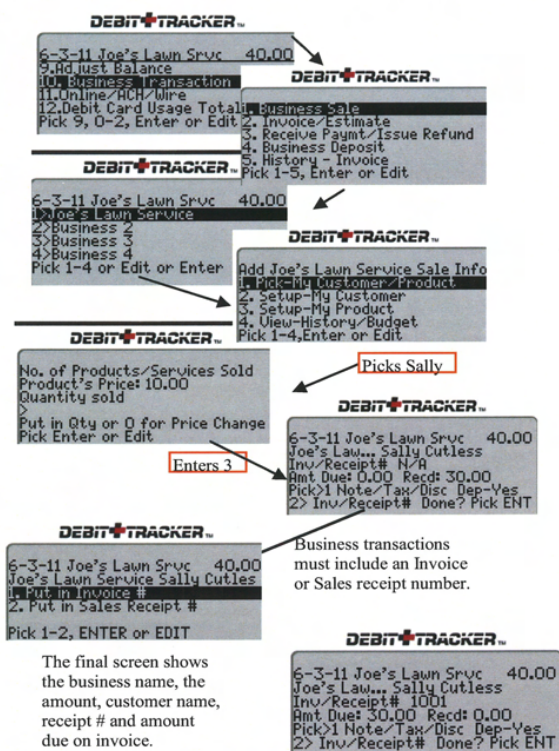 DEBIT TRACKER TM
6-3-11 Joe's Lawn Srvc 40.00
9.Adjust Balance
10. Business Transaction
11.Online/ACH/Wire
12.Debit Card Usage Total
Pick 9, 0-2, Enter or Edit
DEBIT TRACKER TM
1. Business Sale
2. Invoice/Estimate
3. Receive Paymt/Issue Refund
4. Business Deposit
5. History - Invoice
Pick 1-5, Enter or Edit
DEBIT TRACKER TM
6-3-11 Joe's Lawn Srvc 40.00
1>Joe's Lawn Service
2>Business 2
3>Business 3
4>Business 4
Pick 1-4 or Edit or Enter
DEBIT TRACKER TM
Add Joe's Lawn Service Sale Info
1. Pick-My Customer/Product
2. Setup-My Customer
3. Setup-My Product
4. View-History/Budget
Pick 1-4,Enter or Edit
Picks Sally
DEBIT TRACKER TM
No. of Products/Services Sold
Product's Price: 10.00
Quantity sold
>
Put in Qty or 0 for Price Change
Pick Enter or Edit
Enters 3
DEBIT TRACKER TM
6-3-11 Joe's Lawn Srvc 40.00
Joe's Law... Sally Cutless
Inv/Receipt# N/A
Amt Due: 0.00 Recd: 30.00
Pick>1 Note/Tax/Disc Dep-Yes
2> Inv/Receipt# Done? Pick ENT
Business transactions
must include an Invoice
or Sales receipt number.
DEBIT TRACKER TM
6-3-11 Joe's Lawn Srvc 40.00
Joe's Lawn Service Sally Cutles
1. Put in Invoice #
2. Put in Sales Receipt #
Pick 1-2, ENTER or EDIT
The final screen shows
the business name, the
amount, customer name,
receipt # and amount
due on invoice.
DEBIT TRACKER TM
6-3-11 Joe's Lawn Srvc 40.00
Joe's Law... Sally Cutless
Inv/Receipt# 1001
Amt Due: 30.00 Recd: 0.00
Pick>1 Note/Tax/Disc Dep-Yes
2> Inv/Receipt# Done? Pick ENT